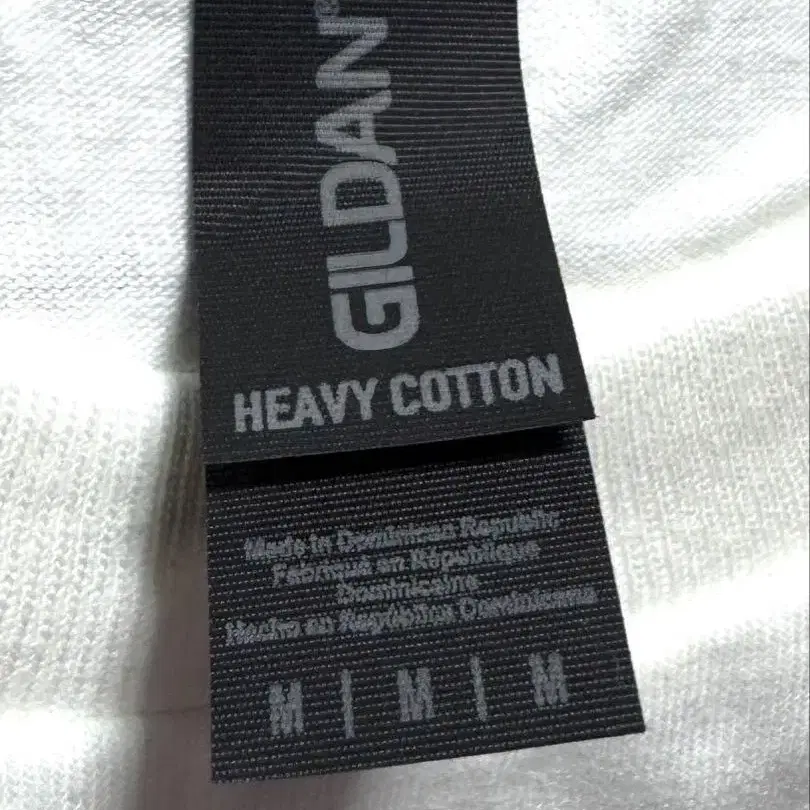 GILDAN®
HEAVY COTTON
Made in Dominican Republic
Fabriqué en République
Dominicaine
Hecho en República Dominicana
M | M | M